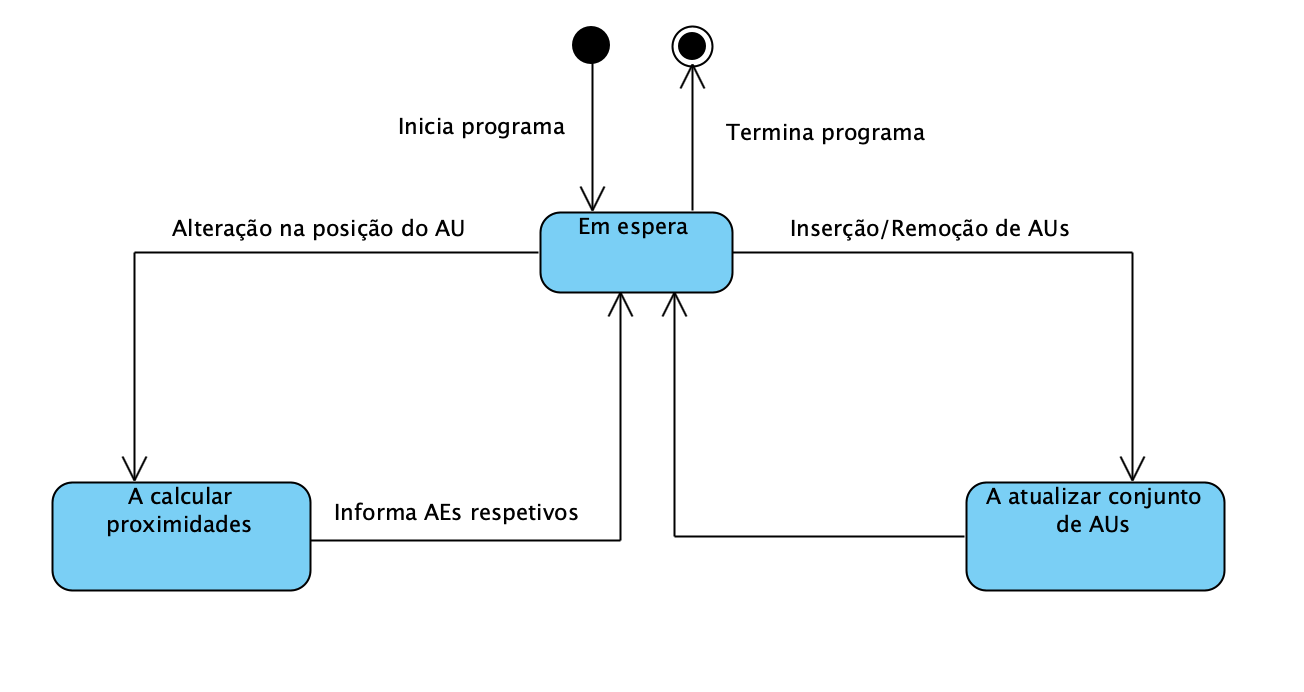 Inicia programa
Termina programa
Alteração na posição do AU
Em espera
Inserção/Remoção de AUs
A calcular
proximidades
Informa AEs respetivos
A atualizar conjunto
de AUs